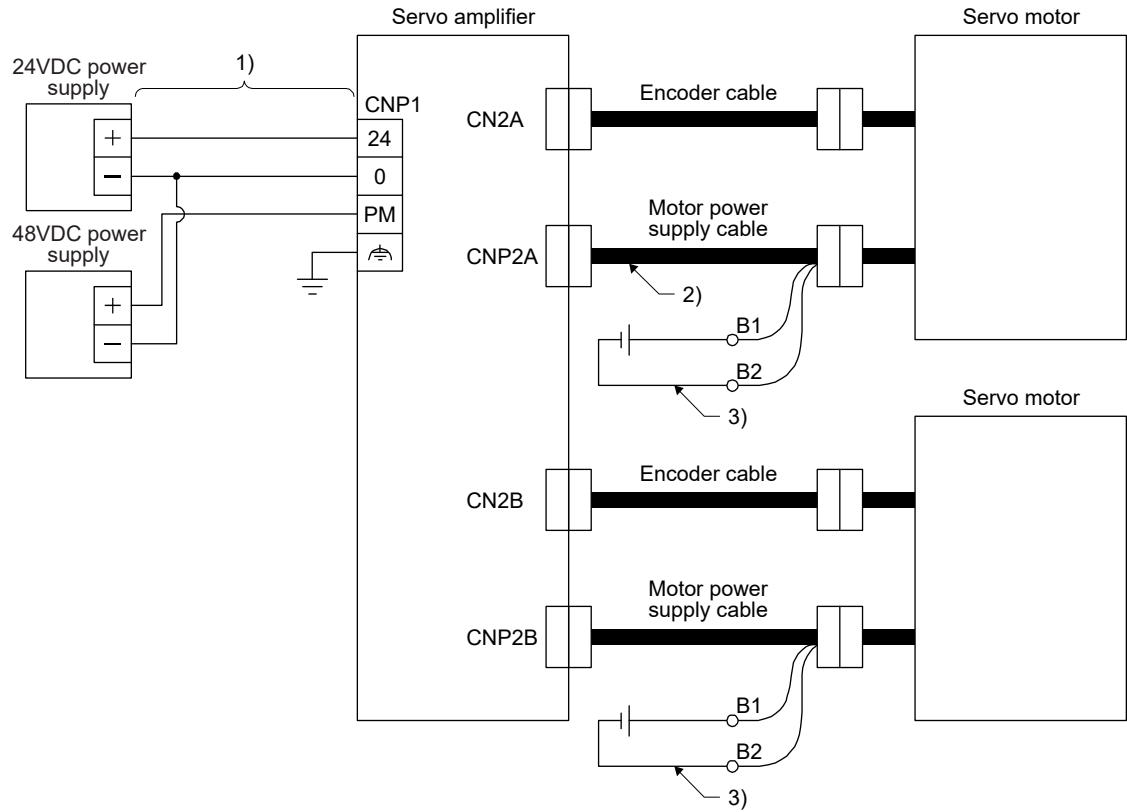 Servo amplifier
Servo motor
24VDC power
supply
1)
CNP1
+
24
−
0
PM
48VDC power
supply
+
−
CN2A
Encoder cable
Motor power
supply cable
CNP2A
2)
B1
B2
3)
Servo motor
CN2B
Encoder cable
Motor power
supply cable
CNP2B
B1
B2
3)